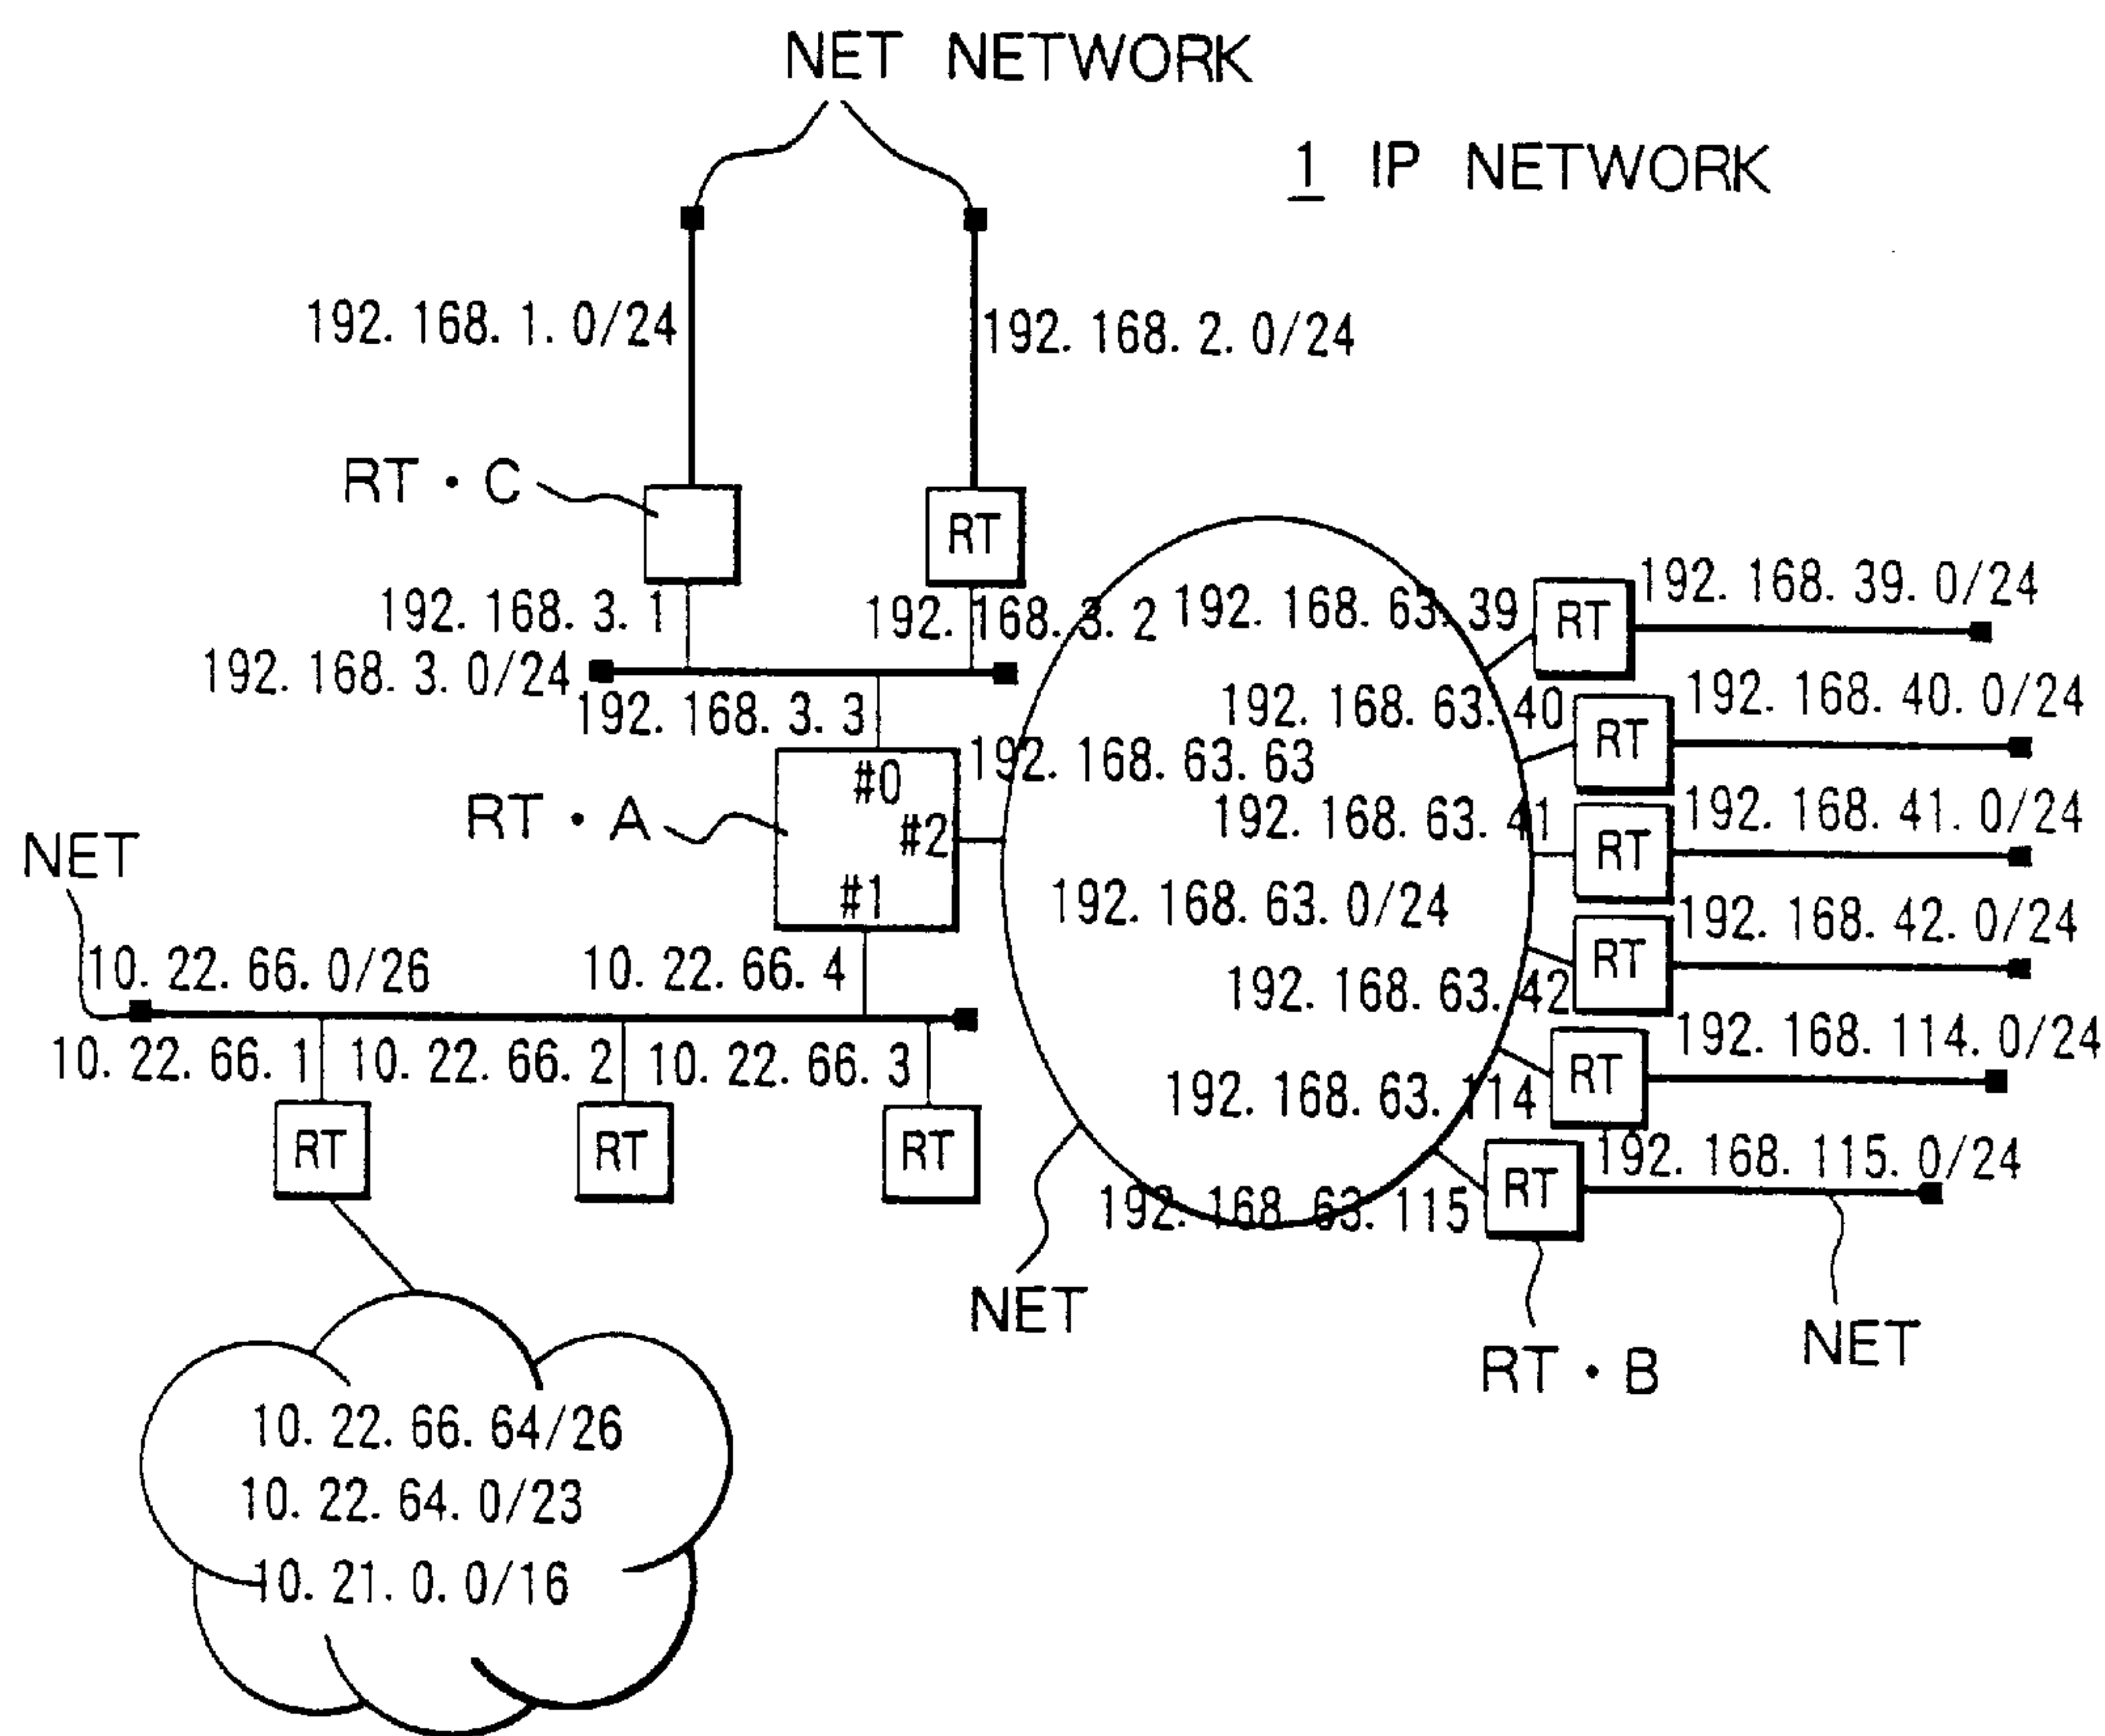 NET NETWORK
1 IP NETWORK
192. 168. 1. 0/24
192. 168. 2. 0/24
RT・C
RT
192. 168. 3. 1
192. 168. 3. 2
192. 168. 3. 0/24
192. 168. 3. 3
192. 168. 63. 39
RT
192. 168. 39. 0/24
192. 168. 63. 40
RT
192. 168. 40. 0/24
192. 168. 63. 63
#0
RT・A
#2
#1
192. 168. 63. 41
RT
192. 168. 41. 0/24
192. 168. 63. 0/24
192. 168. 63. 42
RT
192. 168. 42. 0/24
NET
10. 22. 66. 0/26
10. 22. 66. 4
10. 22. 66. 1
10. 22. 66. 2
10. 22. 66. 3
RT
RT
RT
192. 168. 63. 114
RT
192. 168. 114. 0/24
192. 168. 63. 115
RT
192. 168. 115. 0/24
NET
RT・B
NET
10. 22. 66. 64/26
10. 22. 64. 0/23
10. 21. 0. 0/16